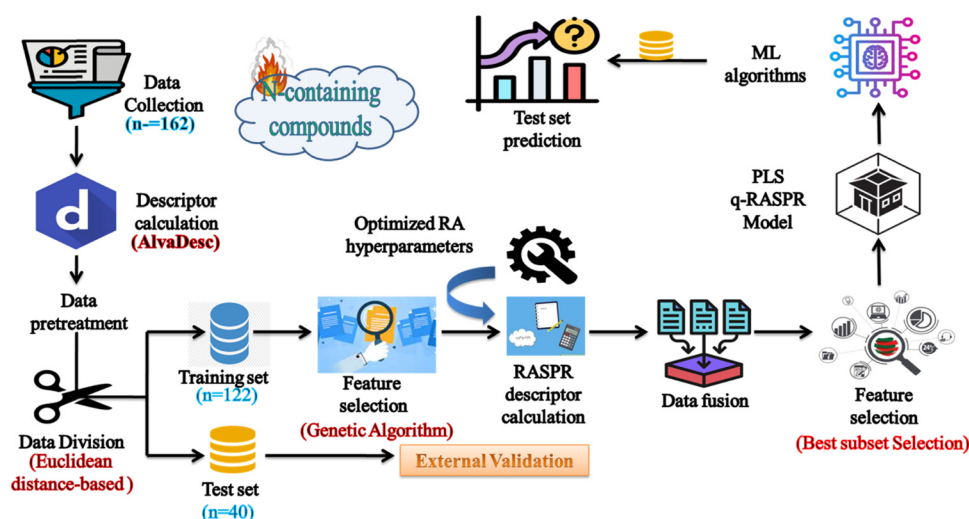 Data
Collection
(n-=162)
N-containing
compounds
Test set
prediction
ML
algorithms
d
Descriptor
calculation
(AlvaDesc)
PLS
q-RASPR
Model
Optimized RA
hyperparameters
Data
pretreatment
Training set
(n=122)
Feature
selection
(Genetic Algorithm)
RASPR
descriptor
calculation
Data fusion
Feature
selection
(Best subset Selection)
Data Division
(Euclidean
distance-based )
Test set
(n=40)
External Validation
?